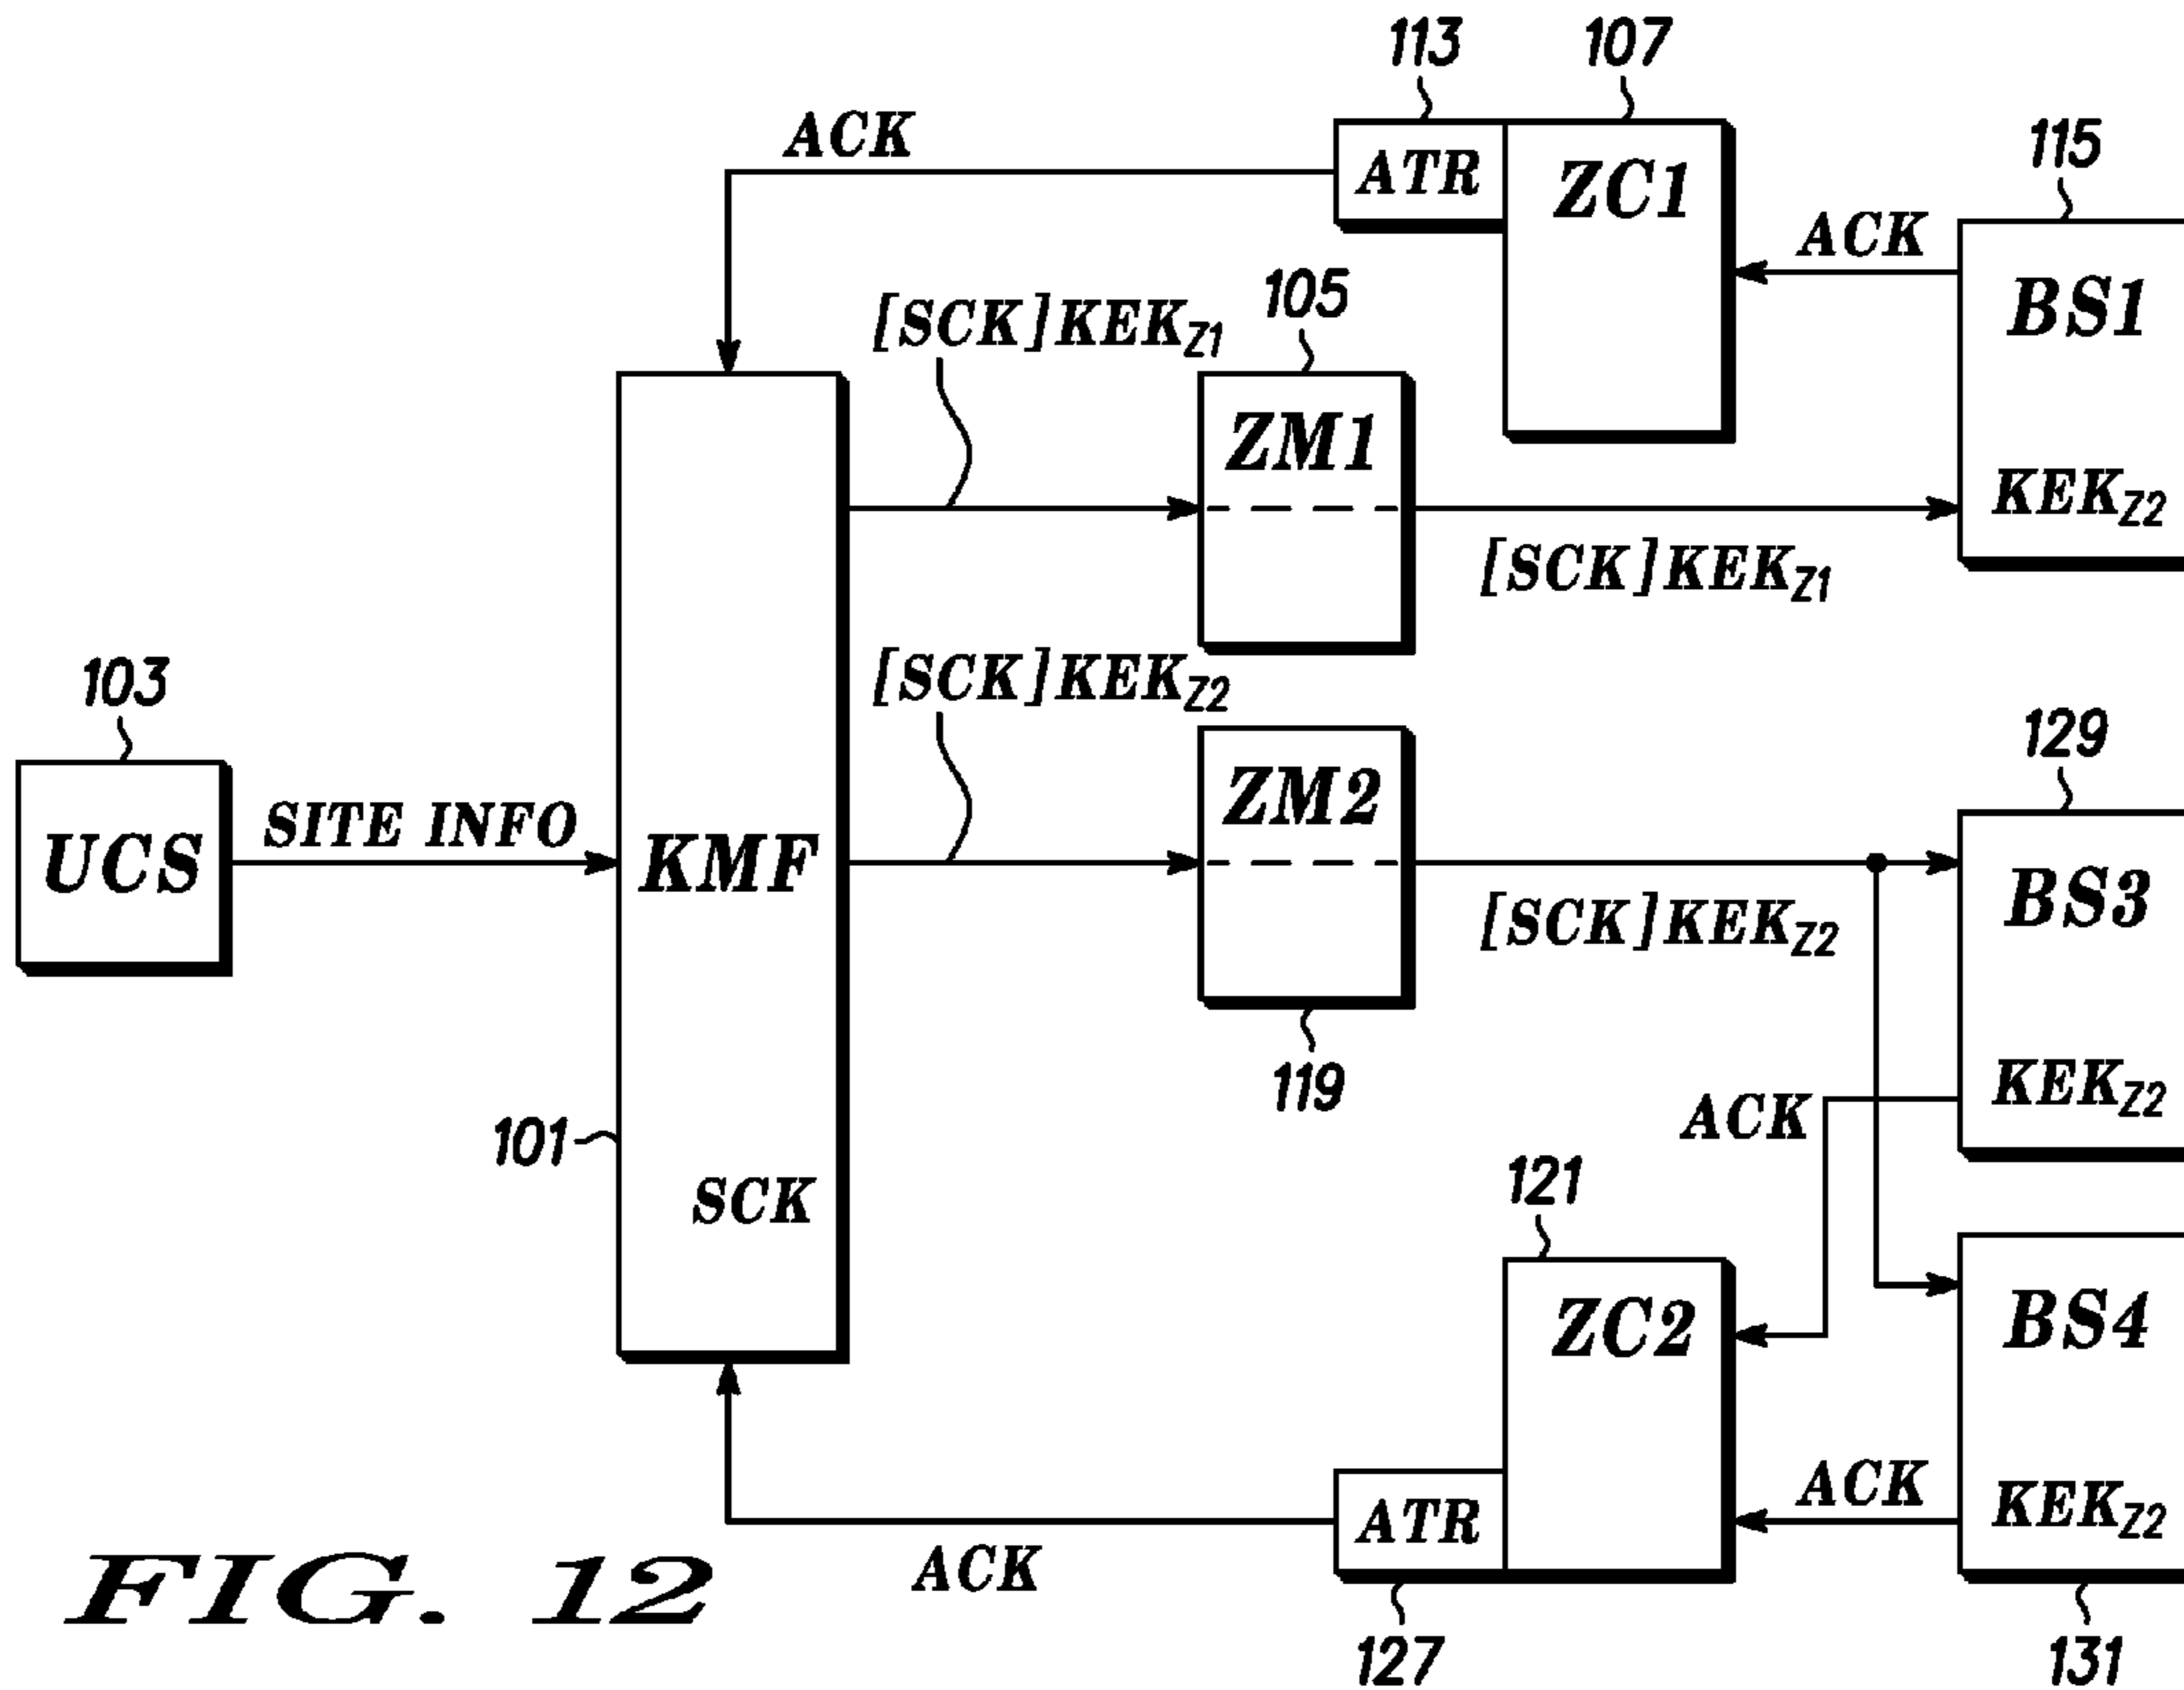 113
107
ACK
ATR
ZC1
115
ACK
BS1
[SCK]KEKZ1
105
ZM1
KEKZ2
[SCK]KEKZ1
[SCK]KEKZ2
103
129
UCS
SITE INFO
KMF
ZM2
BS3
[SCK]KEKZ2
119
KEKZ2
ACK
101
SCK
121
ZC2
BS4
ATR
ACK
KEKZ2
ACK
FIG. 12
127
131